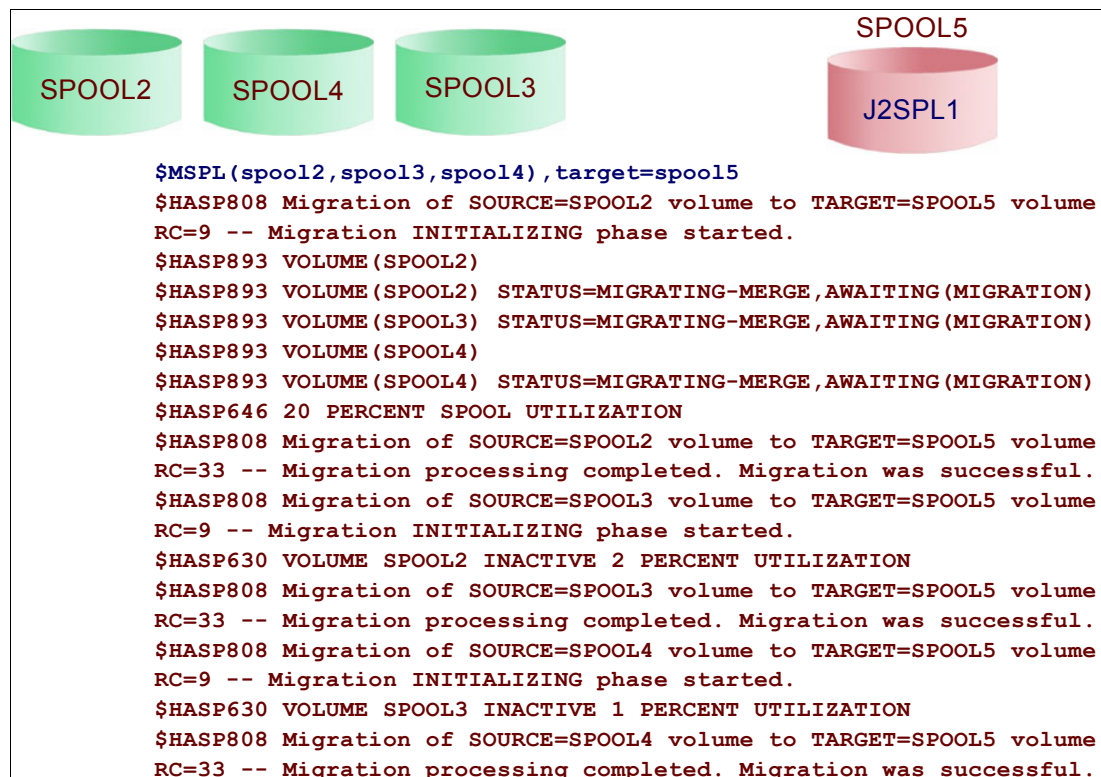 SPOOL5
SPOOL2
SPOOL4
SPOOL3
J2SPL1
$MSPL(spool2,spool3,spool4),target=spool5
$HASP808 Migration of SOURCE=SPOOL2 volume to TARGET=SPOOL5 volume
RC=9 -- Migration INITIALIZING phase started.
$HASP893 VOLUME(SPOOL2)
$HASP893 VOLUME(SPOOL2) STATUS=MIGRATING-MERGE,AWAITING(MIGRATION)
$HASP893 VOLUME(SPOOL3) STATUS=MIGRATING-MERGE,AWAITING(MIGRATION)
$HASP893 VOLUME(SPOOL4)
$HASP893 VOLUME(SPOOL4) STATUS=MIGRATING-MERGE,AWAITING(MIGRATION)
$HASP646 20 PERCENT SPOOL UTILIZATION
$HASP808 Migration of SOURCE=SPOOL2 volume to TARGET=SPOOL5 volume
RC=33 -- Migration processing completed. Migration was successful.
$HASP808 Migration of SOURCE=SPOOL3 volume to TARGET=SPOOL5 volume
RC=9 -- Migration INITIALIZING phase started.
$HASP630 VOLUME SPOOL2 INACTIVE 2 PERCENT UTILIZATION
$HASP808 Migration of SOURCE=SPOOL3 volume to TARGET=SPOOL5 volume
RC=33 -- Migration processing completed. Migration was successful.
$HASP808 Migration of SOURCE=SPOOL4 volume to TARGET=SPOOL5 volume
RC=9 -- Migration INITIALIZING phase started.
$HASP630 VOLUME SPOOL3 INACTIVE 1 PERCENT UTILIZATION
$HASP808 Migration of SOURCE=SPOOL4 volume to TARGET=SPOOL5 volume
RC=33 -- Migration processing completed. Migration was successful.